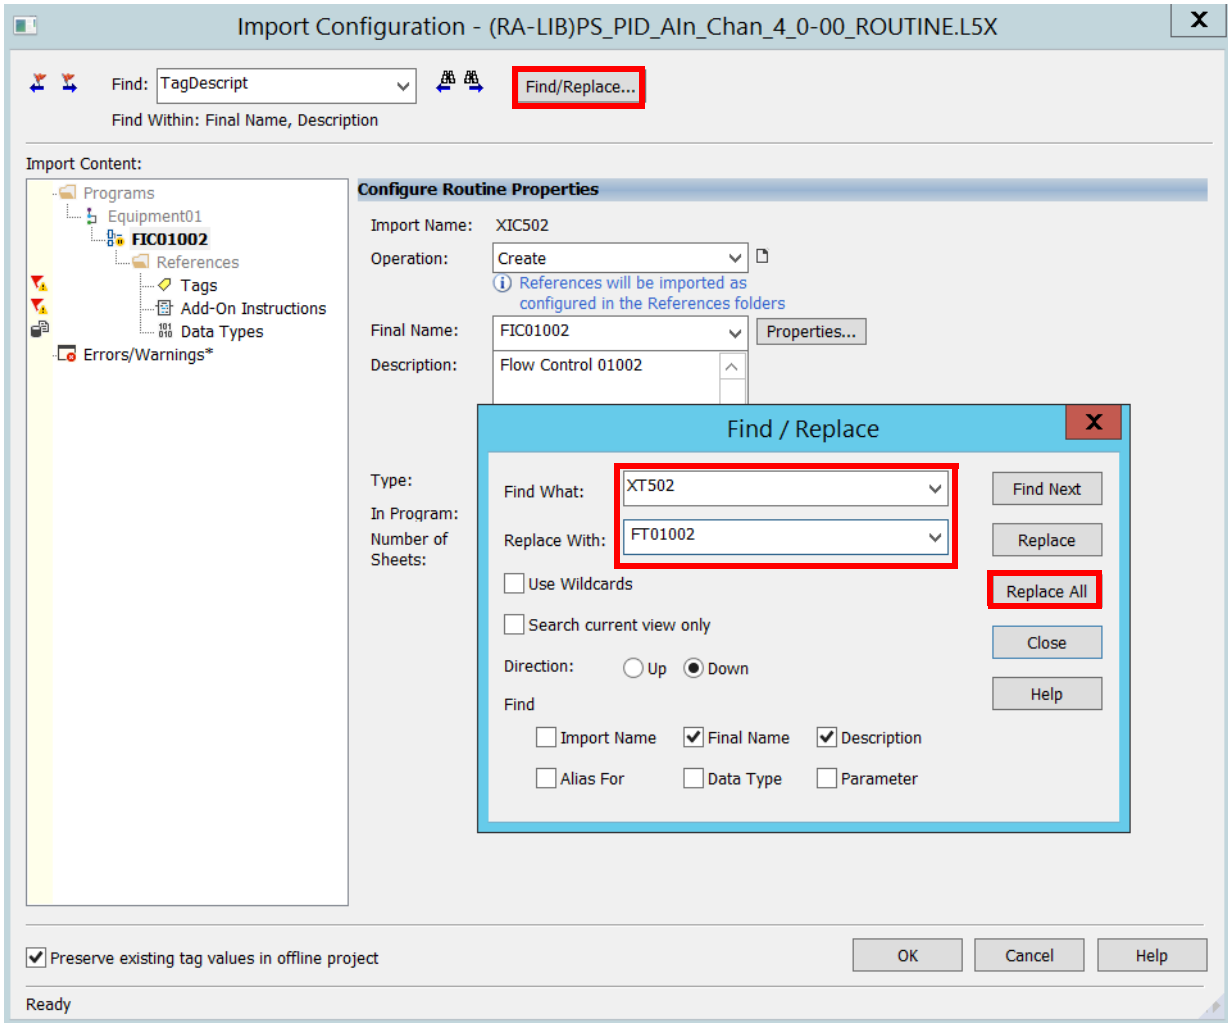 Import Configuration - (RA-LIB)PS_PID_AIn_Chan_4_0-00_ROUTINE.L5X
X
Find: TagDescript Find/Replace...
Find Within: Final Name, Description
Import Content:
Programs
Equipment01
FIC01002
References
Tags
Add-On Instructions
Data Types
Errors/Warnings*
Configure Routine Properties
Import Name: XIC502
Operation: Create
References will be imported as
configured in the References folders
Final Name: FIC01002 Properties...
Description: Flow Control 01002
Type:
In Program:
Number of
Sheets:
Find / Replace
X
Find What: XT502 Find Next
Replace With: FT01002 Replace
Use Wildcards Replace All
Search current view only Close
Direction: Up Down
Help
Find
Import Name Final Name Description
Alias For Data Type Parameter
Preserve existing tag values in offline project OK Cancel Help
Ready